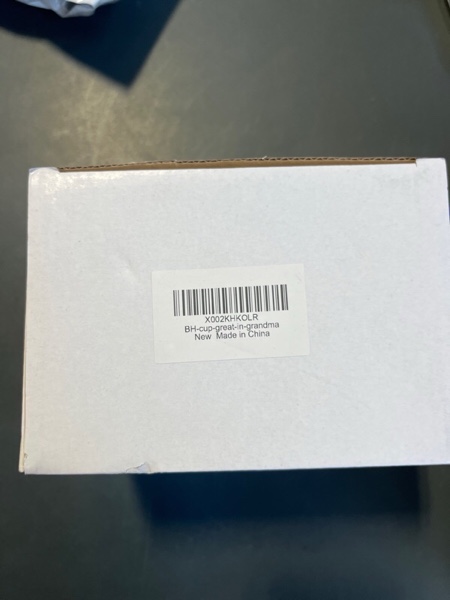 X002KHKOLR
BH-cup-great-in-grandma
New Made in China